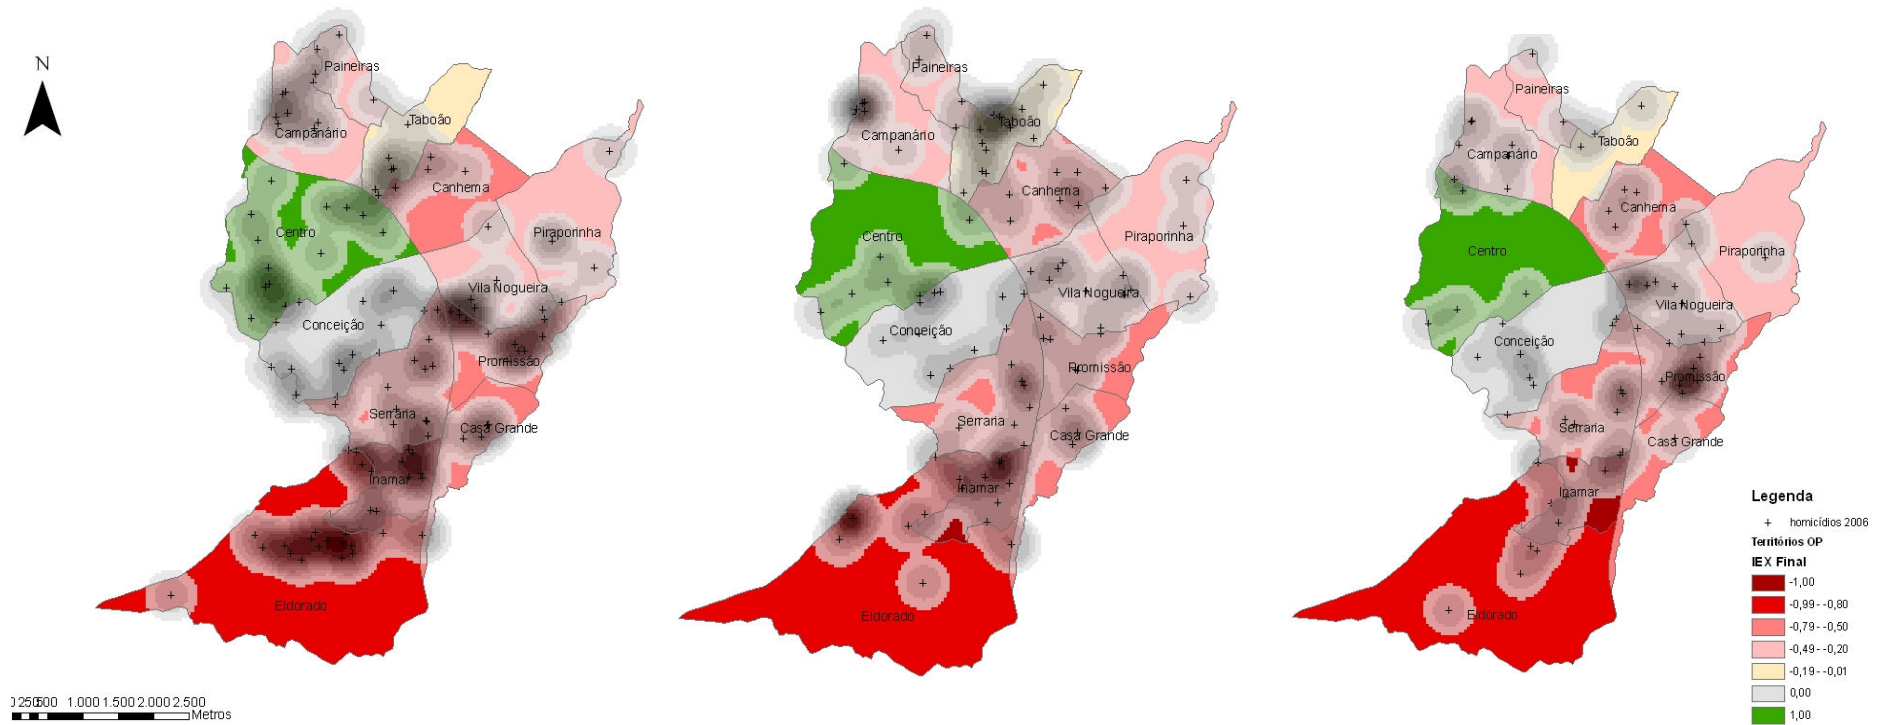 N
Paineiras
Taboão
Campanário
Canhema
Centro
Piraporinha
Vila Nogueira
Conceição
Promissão
Serraria
Casa Grande
Inamar
Eldorado
1.000 1.500 2.000 2.500
Metros
Paineiras
Taboão
Campanário
Canhema
Centro
Piraporinha
Vila Nogueira
Conceição
Promissão
Serraria
Casa Grande
Inamar
Eldorado
Paineiras
Taboão
Campanário
Canhema
Centro
Piraporinha
Vila Nogueira
Conceição
Promissão
Serraria
Casa Grande
Inamar
Eldorado
Legenda
+ homicídios 2006
Territórios OP
IEX Final
-1,00
-0,99 - -0,80
-0,79 - -0,50
-0,49 - -0,20
-0,19 - -0,01
0,00
1,00